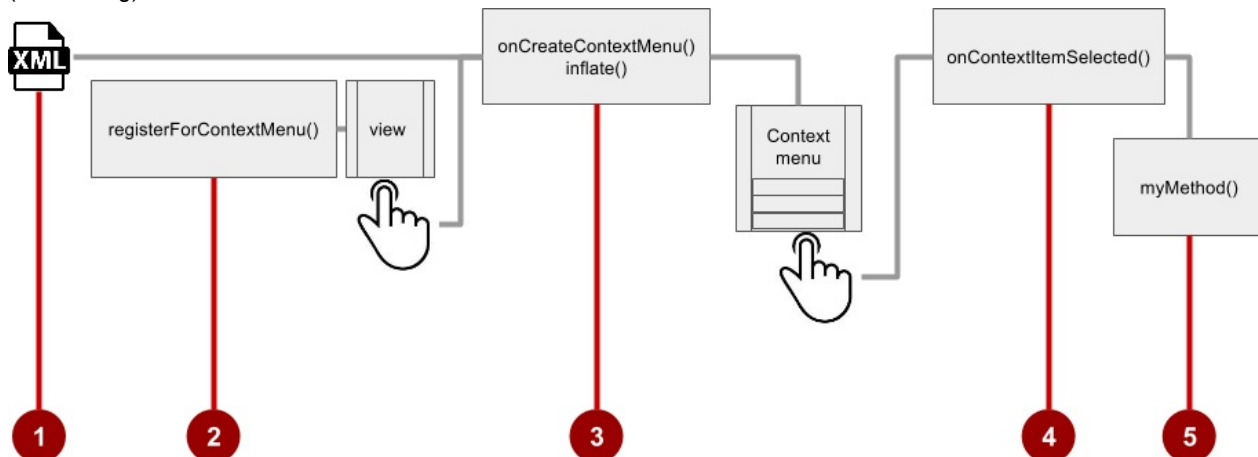 XML
onCreateContextMenu()
inflate()
onContextItemSelected()
registerForContextMenu()
view
Context
menu
myMethod()
1
2
3
4
5